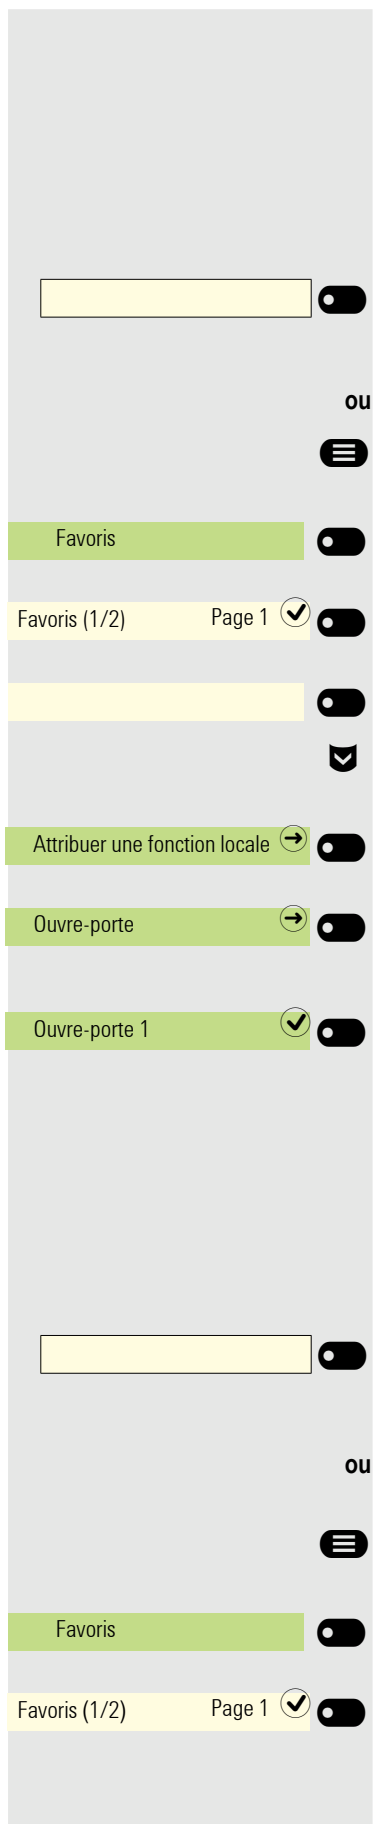 ou
Favoris
Favoris (1/2) Page 1
Attribuer une fonction locale
Ouvre-porte
Ouvre-porte 1
ou
Favoris
Favoris (1/2) Page 1